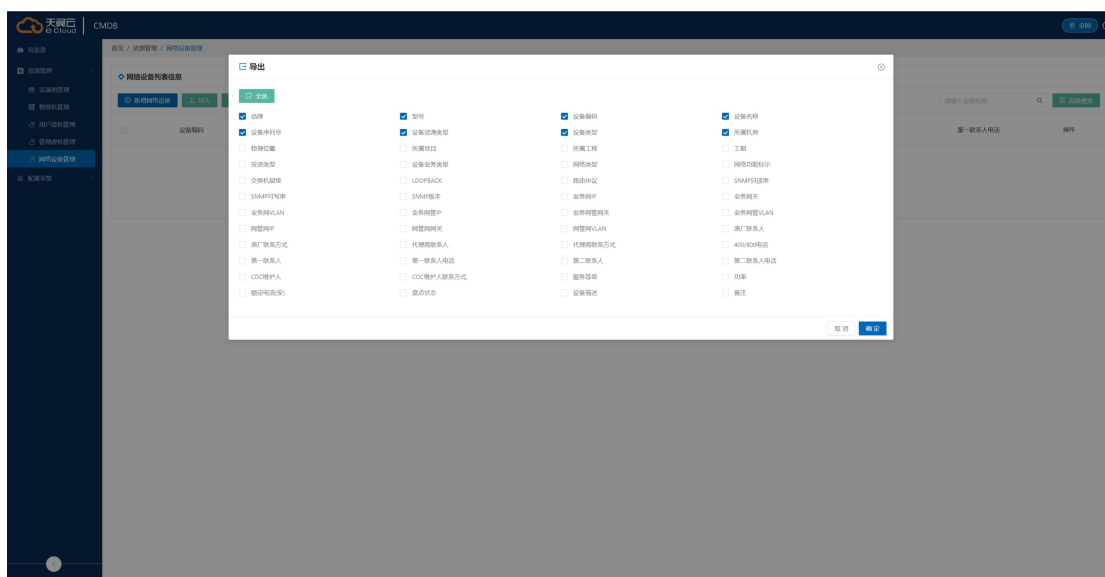 天翼云
e Cloud
CMDB
全网
仪表盘
首页 / 资源管理 / 网络设备管理
资源管理
资源池管理
物理机管理
用户虚机管理
管理虚机管理
网络设备管理
配置采集
网络设备列表信息
新增网络设备
导入
请输入设备名称
高级搜索
设备编码
第一联系人电话
操作
导出
全选
品牌 型号 设备编码 设备名称
设备序列号 设备资源类型 设备类型 所属机房
物理位置 所属项目 所属工程 工期
投资类型 设备业务类型 网络类型 网络功能标示
交换机层级 LOOPBACK 路由协议 SNMP只读串
SNMP可写串 SNMP版本 业务网IP 业务网关
业务网VLAN 业务网管IP 业务网管网关 业务网管VLAN
网管网IP 网管网网关 网管网VLAN 原厂联系人
原厂联系方式 代理商联系人 代理商联系方式 400/800电话
第一联系人 第一联系人电话 第二联系人 第二联系人电话
COC维护人 COC维护人联系方式 服务等级 功率
额定电流(安) 盘点状态 设备描述 备注
取 消
确 定